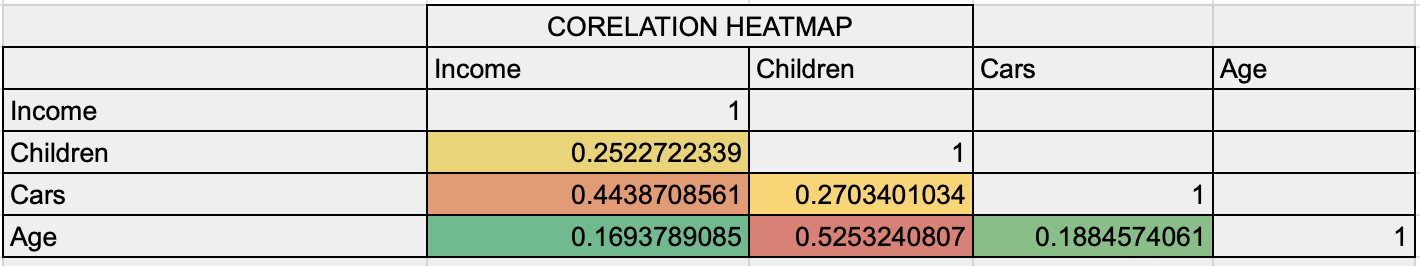 CORELATION HEATMAP
Income Children Cars Age
Income 1
Children 0.2522722339 1
Cars 0.4438708561 0.2703401034 1
Age 0.1693789085 0.5253240807 0.1884574061 1